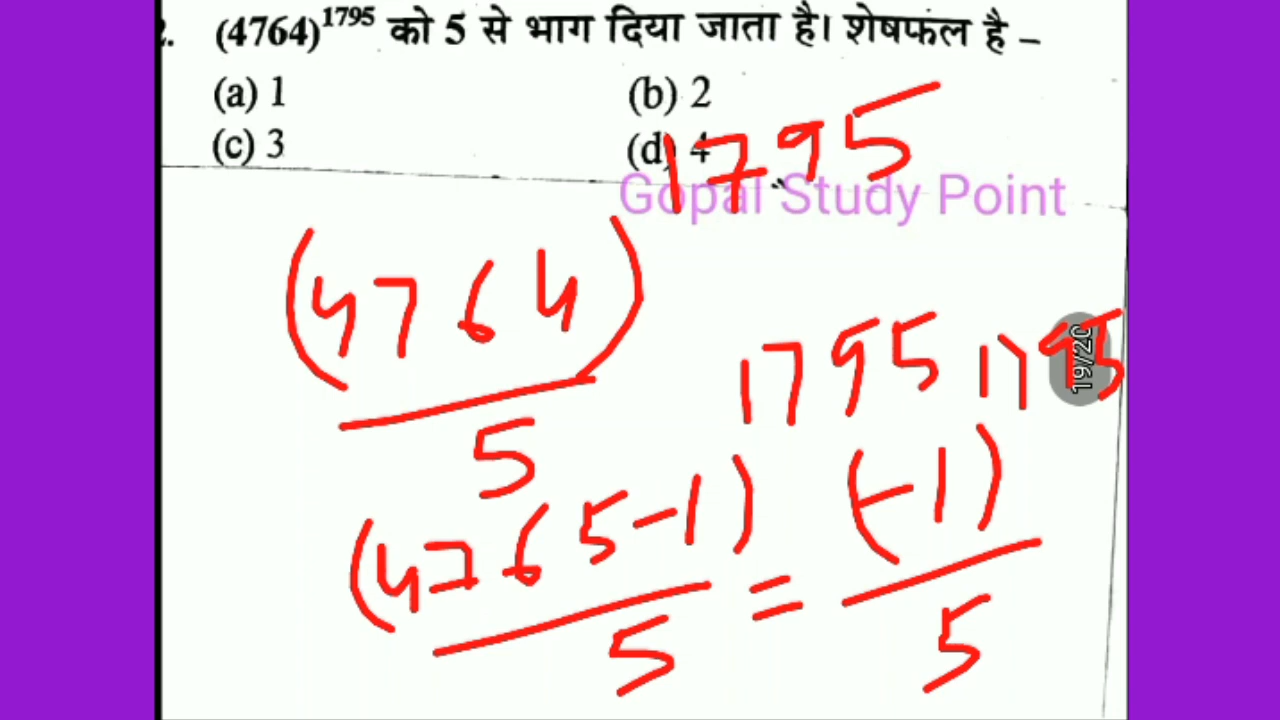 2. (4764)^1795 को 5 से भाग दिया जाता है। शेषफल है –
(a) 1 (b) 2
(c) 3 (d) 4
1795
Gopal Study Point
(4764)
5
1795 1795
19/20
(4765-1) = (-1)
5 5